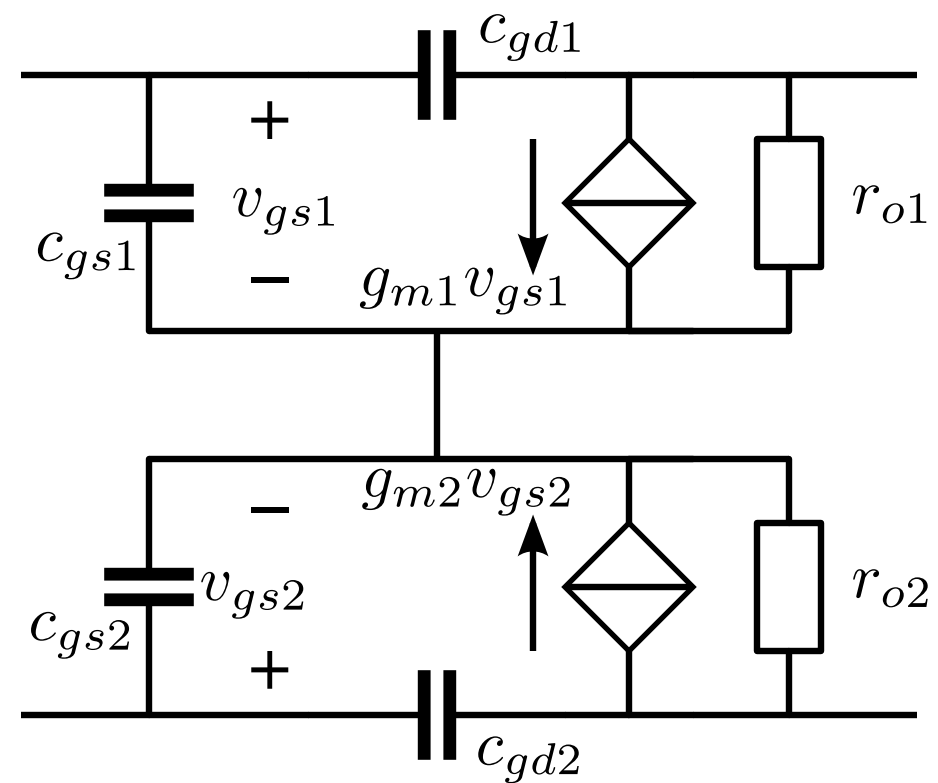 c_{gd1}
+
v_{gs1}
r_{o1}
c_{gs1}
−
g_{m1}v_{gs1}
g_{m2}v_{gs2}
−
v_{gs2}
r_{o2}
c_{gs2}
+
c_{gd2}